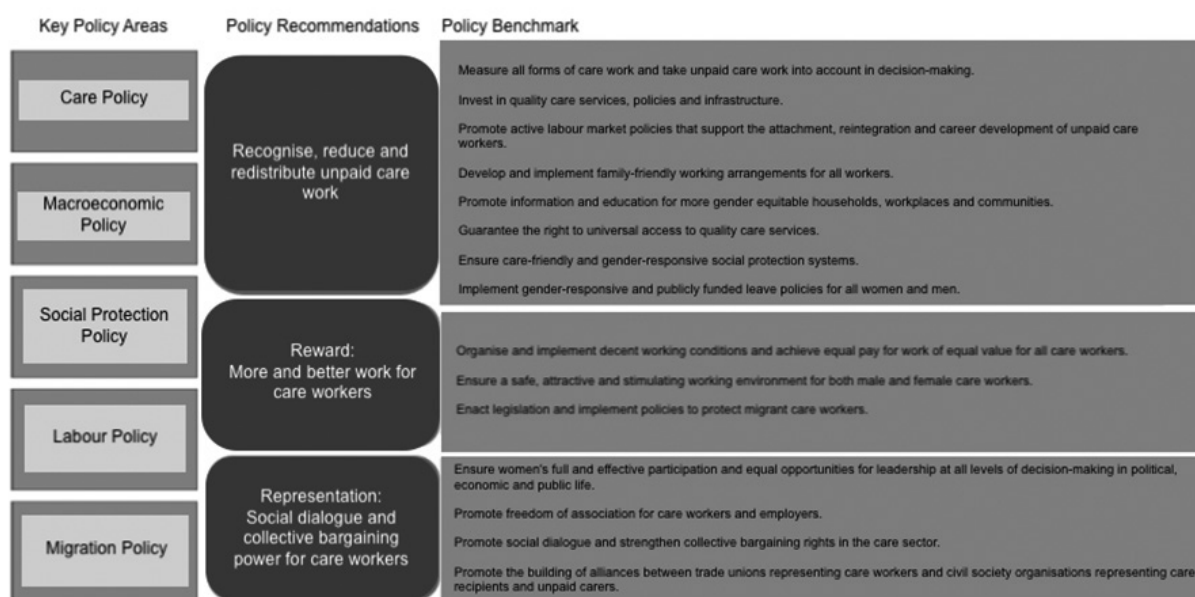 Key Policy Areas
Policy Recommendations
Policy Benchmark
Care Policy
Macroeconomic
Policy
Social Protection
Policy
Labour Policy
Migration Policy
Recognise, reduce and
redistribute unpaid care
work
Measure all forms of care work and take unpaid care work into account in decision-making.
Invest in quality care services, policies and infrastructure.
Promote active labour market policies that support the attachment, reintegration and career development of unpaid care
workers.
Develop and implement family-friendly working arrangements for all workers.
Promote information and education for more gender equitable households, workplaces and communities.
Guarantee the right to universal access to quality care services.
Ensure care-friendly and gender-responsive social protection systems.
Implement gender-responsive and publicly funded leave policies for all women and men.
Reward:
More and better work for
care workers
Organise and implement decent working conditions and achieve equal pay for work of equal value for all care workers.
Ensure a safe, attractive and stimulating working environment for both male and female care workers.
Enact legislation and implement policies to protect migrant care workers.
Representation:
Social dialogue and
collective bargaining
power for care workers
Ensure women's full and effective participation and equal opportunities for leadership at all levels of decision-making in political,
economic and public life.
Promote freedom of association for care workers and employers.
Promote social dialogue and strengthen collective bargaining rights in the care sector.
Promote the building of alliances between trade unions representing care workers and civil society organisations representing care
recipients and unpaid carers.